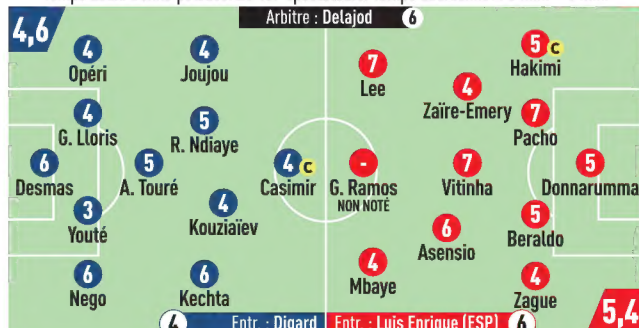 Arbitre : Delajod 6
4,6
4
Opéri
4
Joujou
7
Lee
5 C
Hakimi
4
Zaïre-Emery
4
G. Lloris
5
R. Ndiaye
7
Pacho
6
Desmas
5
A. Touré
4 C
Casimir
-
G. Ramos
NON NOTÉ
7
Vitinha
5
Donnarumma
3
Youté
4
Kouziaïev
6
Asensio
5
Beraldo
6
Nego
6
Kechta
4
Mbaye
4
Zague
4 Entr. : Digard
Entr. : Luis Enrique (ESP) 6
5,4